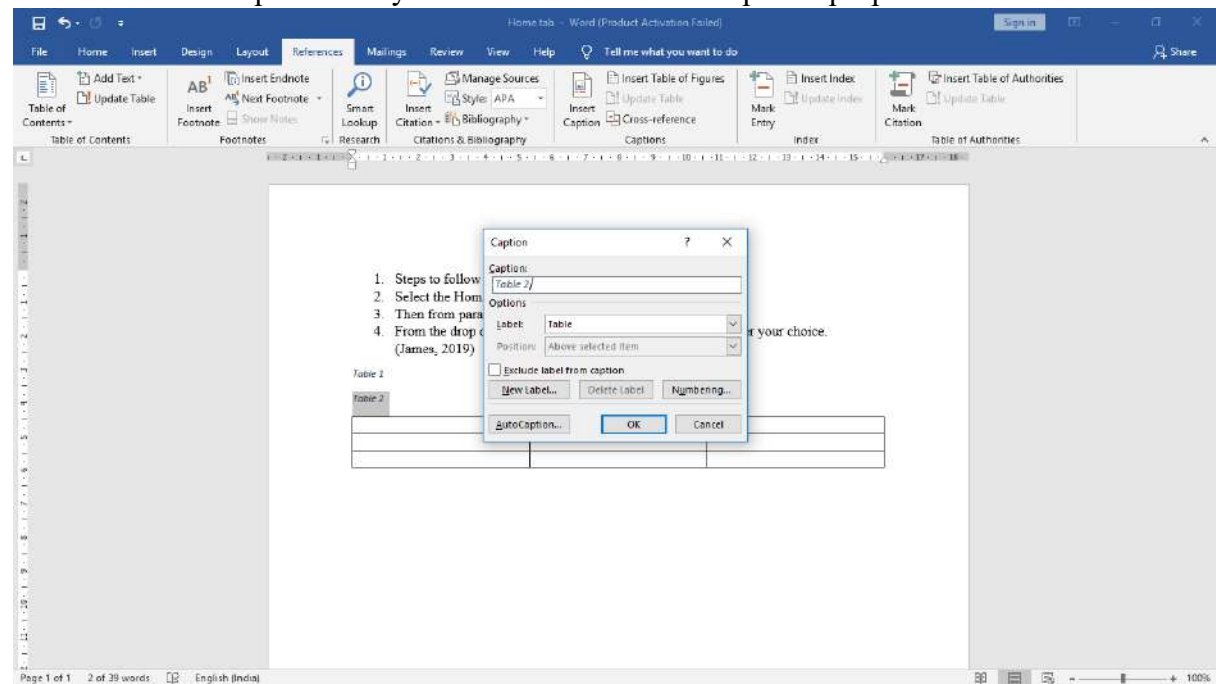 Home tab - Word (Product Activation Failed)
Sign in
File Home Insert Design Layout References Mailings Review View Help Tell me what you want to do Share
Table of Contents
Add Text
Update Table
Table of Contents
AB1 Insert Footnote
Insert Endnote
Next Footnote
Show Notes
Footnotes
Smart Lookup
Research
Insert Citation
Manage Sources
Style: APA
Bibliography
Citations & Bibliography
Insert Caption
Insert Table of Figures
Update Table
Cross-reference
Captions
Mark Entry
Insert Index
Update Index
Index
Mark Citation
Insert Table of Authorities
Update Table
Table of Authorities
1. Steps to follow
2. Select the Hom
3. Then from para
4. From the drop
r your choice.
(James, 2019)
Table 1
Table 2
Caption ? X
Caption:
Table 2
Options
Label: Table
Position: Above selected item
Exclude label from caption
New Label... Delete Label Numbering...
AutoCaption... OK Cancel
Page 1 of 1 2 of 39 words English (India) 100%